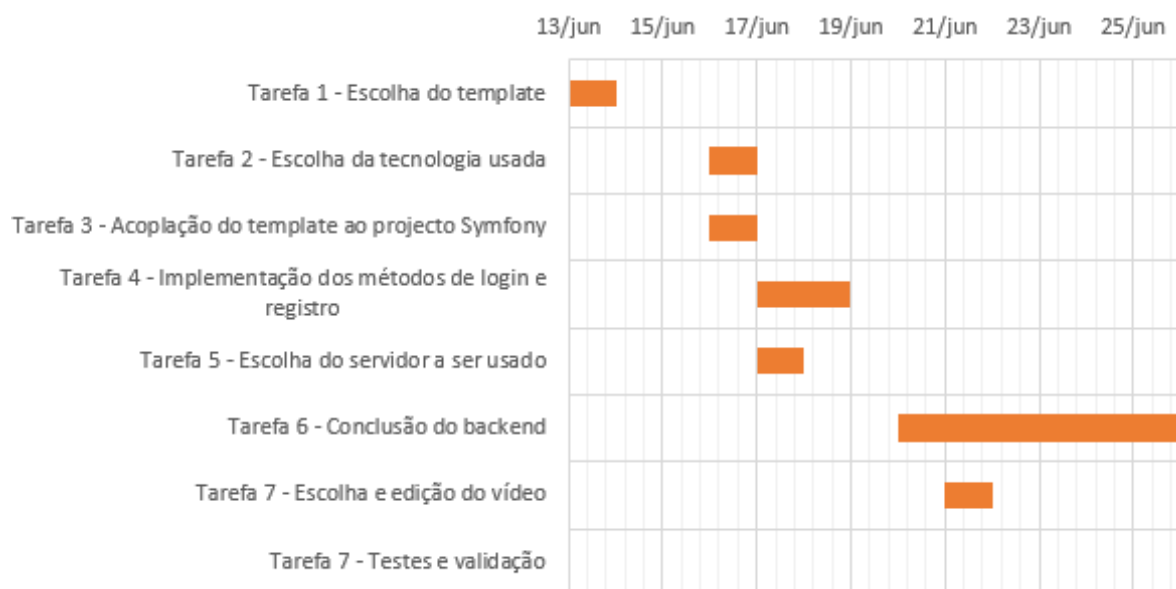 13/jun 15/jun 17/jun 19/jun 21/jun 23/jun 25/jun
Tarefa 1 - Escolha do template
Tarefa 2 - Escolha da tecnologia usada
Tarefa 3 - Acoplação do template ao projecto Symfony
Tarefa 4 - Implementação dos métodos de login e
registro
Tarefa 5 - Escolha do servidor a ser usado
Tarefa 6 - Conclusão do backend
Tarefa 7 - Escolha e edição do vídeo
Tarefa 7 - Testes e validação